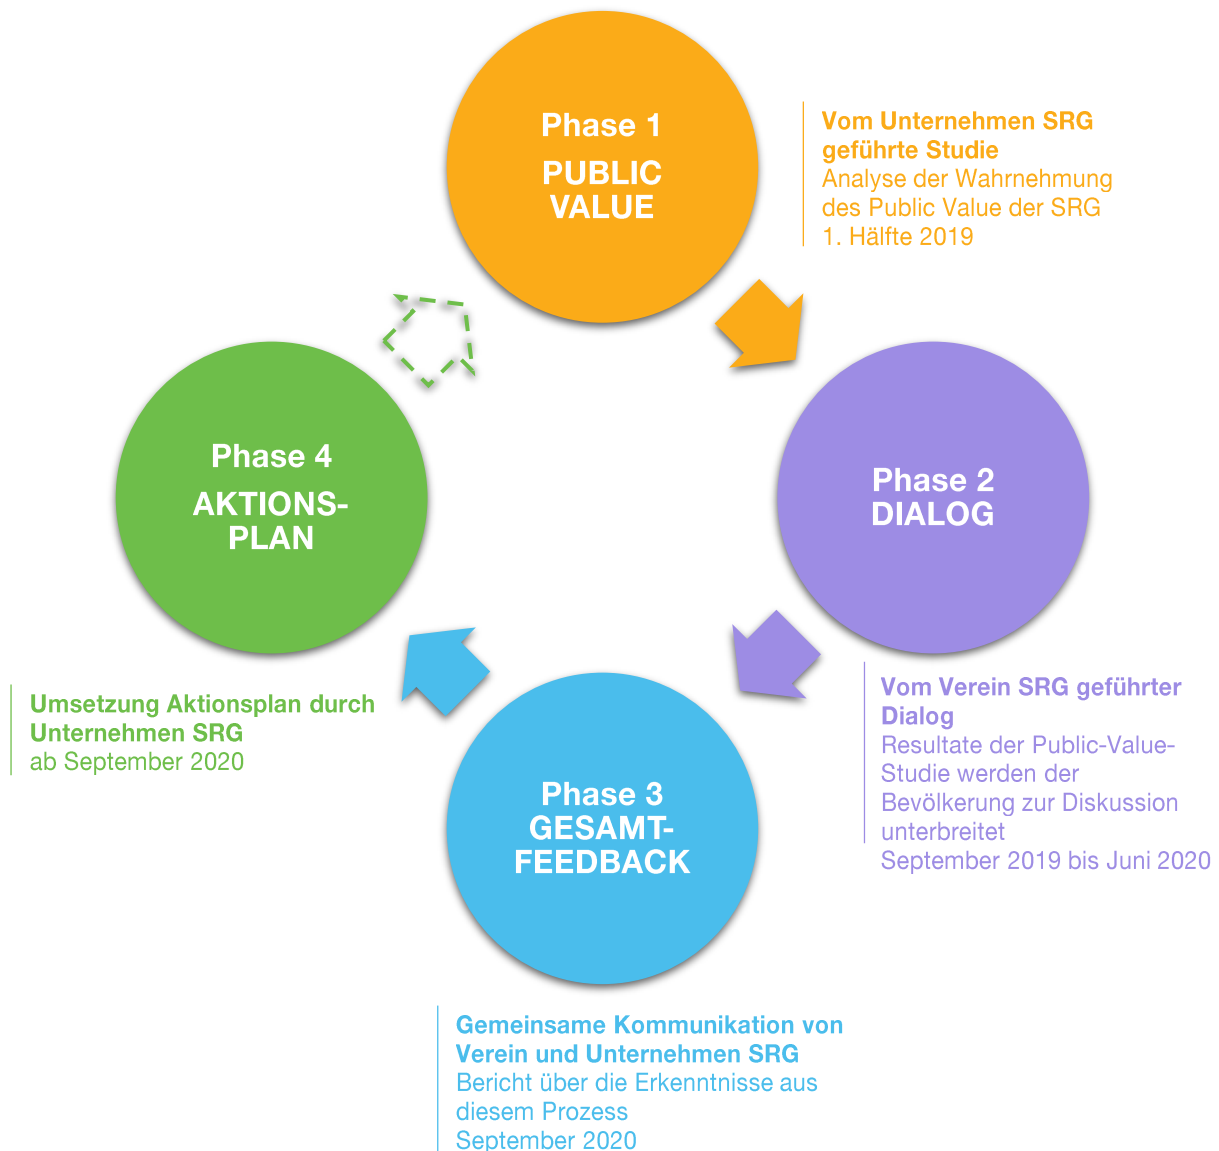 Phase 1
PUBLIC
VALUE
Vom Unternehmen SRG
geführte Studie
Analyse der Wahrnehmung
des Public Value der SRG
1. Hälfte 2019
Phase 2
DIALOG
Vom Verein SRG geführter
Dialog
Resultate der Public-Value-
Studie werden der
Bevölkerung zur Diskussion
unterbreitet
September 2019 bis Juni 2020
Phase 3
GESAMT-
FEEDBACK
Gemeinsame Kommunikation von
Verein und Unternehmen SRG
Bericht über die Erkenntnisse aus
diesem Prozess
September 2020
Phase 4
AKTIONS-
PLAN
Umsetzung Aktionsplan durch
Unternehmen SRG
ab September 2020